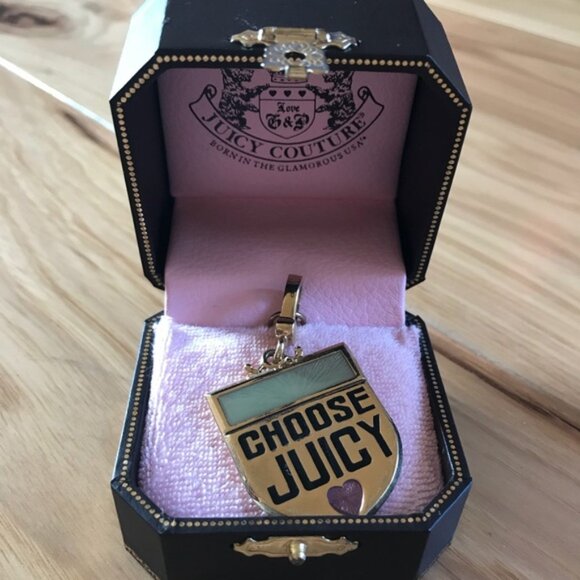 Love
G&P
JUICY COUTURE
BORN IN THE GLAMOROUS USA
CHOOSE
JUICY